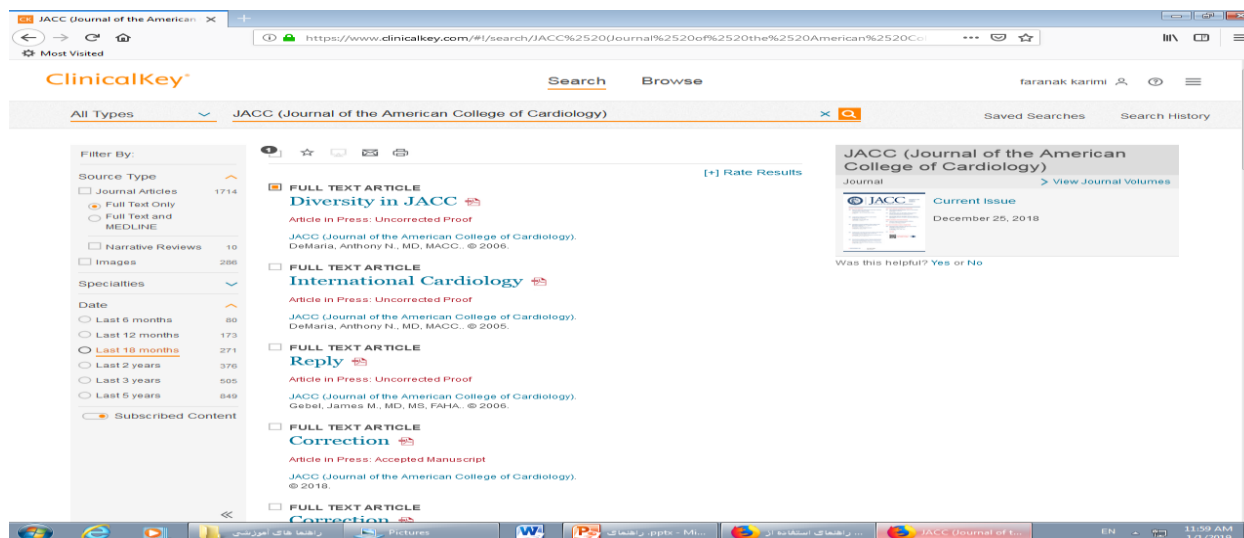 CK JACC (Journal of the American
https://www.clinicalkey.com/#!/search/JACC%2520(Journal%2520of%2520the%2520American%2520Co
Most Visited
ClinicalKey®
Search Browse
faranak karimi
All Types
JACC (Journal of the American College of Cardiology)
Saved Searches Search History
Filter By:
Source Type
Journal Articles 1714
Full Text Only
Full Text and
MEDLINE
Narrative Reviews 10
Images 286
Specialties
Date
Last 6 months 80
Last 12 months 173
Last 18 months 271
Last 2 years 376
Last 3 years 505
Last 5 years 849
Subscribed Content
1
[+] Rate Results
FULL TEXT ARTICLE
Diversity in JACC
Article in Press: Uncorrected Proof
JACC (Journal of the American College of Cardiology).
DeMaria, Anthony N., MD, MACC.. © 2006.
FULL TEXT ARTICLE
International Cardiology
Article in Press: Uncorrected Proof
JACC (Journal of the American College of Cardiology).
DeMaria, Anthony N., MD, MACC.. © 2005.
FULL TEXT ARTICLE
Reply
Article in Press: Uncorrected Proof
JACC (Journal of the American College of Cardiology).
Gebel, James M., MD, MS, FAHA.. © 2006.
FULL TEXT ARTICLE
Correction
Article in Press: Accepted Manuscript
JACC (Journal of the American College of Cardiology).
© 2018.
FULL TEXT ARTICLE
Correction
JACC (Journal of the American
College of Cardiology)
Journal
View Journal Volumes
JACC
Current Issue
December 25, 2018
Was this helpful? Yes or No
راهنما های آموزشی
Pictures
راهنمای .pptx - Mi...
راهنمای استفاده از ...
JACC (Journal of t...
EN
11:59 AM
1/1/2019